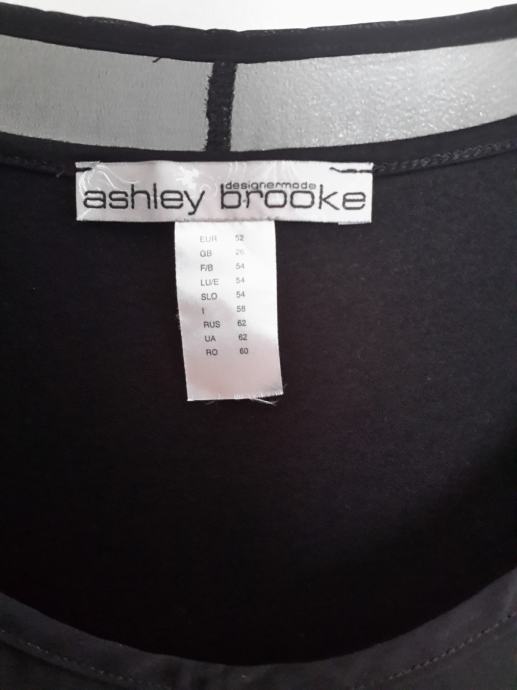 designermode
ashley brooke
EUR 52
GB 26
F/B 54
LU/E 54
SLO 54
I 58
RUS 62
UA 62
RO 60